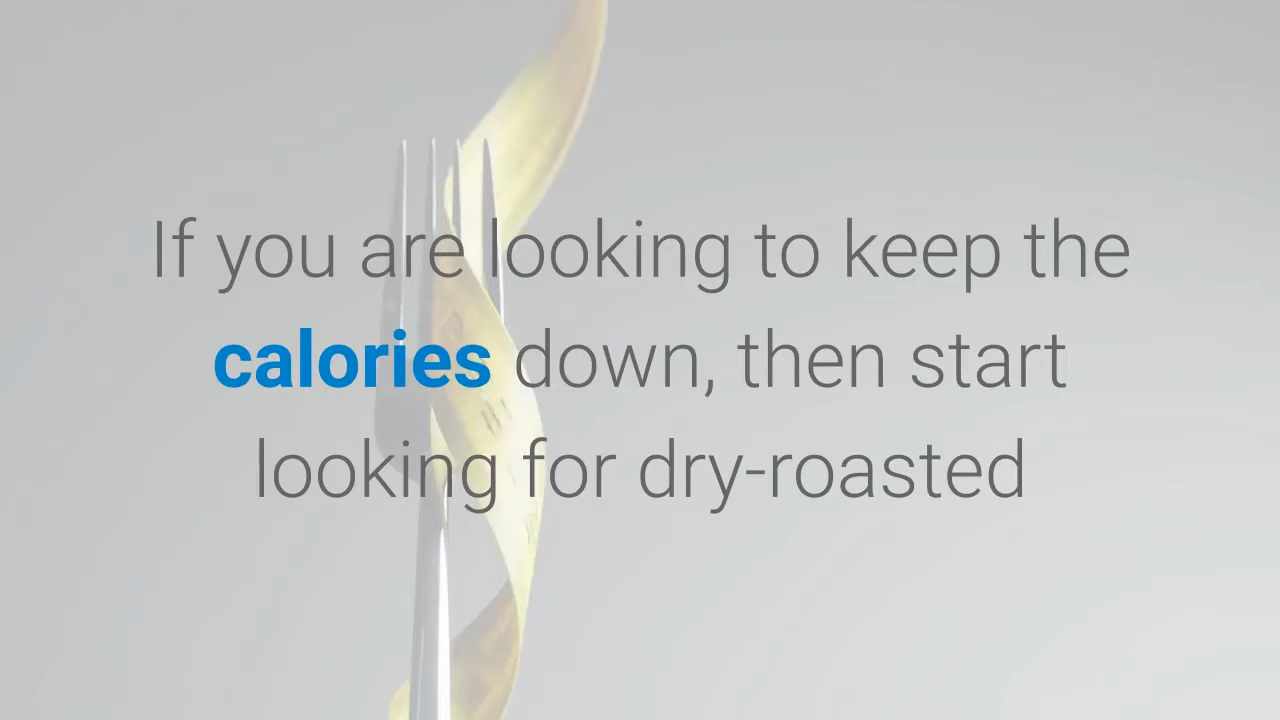 If you are looking to keep the
calories down, then start
looking for dry-roasted